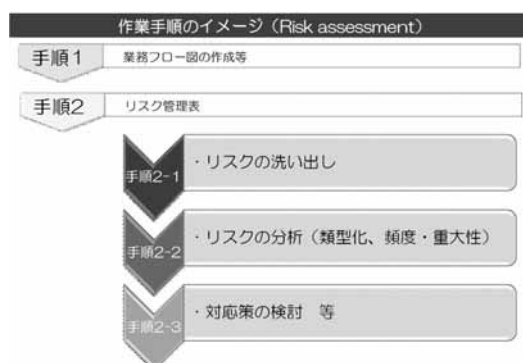 作業手順のイメージ（Risk assessment）
手順1 業務フロー図の作成等
手順2 リスク管理表
手順2-1 ・リスクの洗い出し
手順2-2 ・リスクの分析（類型化、頻度・重大性）
手順2-3 ・対応策の検討　等